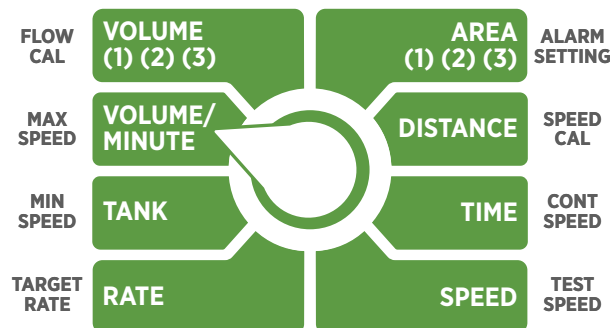 FLOW
CAL
VOLUME
(1) (2) (3)
AREA
(1) (2) (3)
ALARM
SETTING
MAX
SPEED
VOLUME/
MINUTE
DISTANCE
SPEED
CAL
MIN
SPEED
TANK
TIME
CONT
SPEED
TARGET
RATE
RATE
SPEED
TEST
SPEED